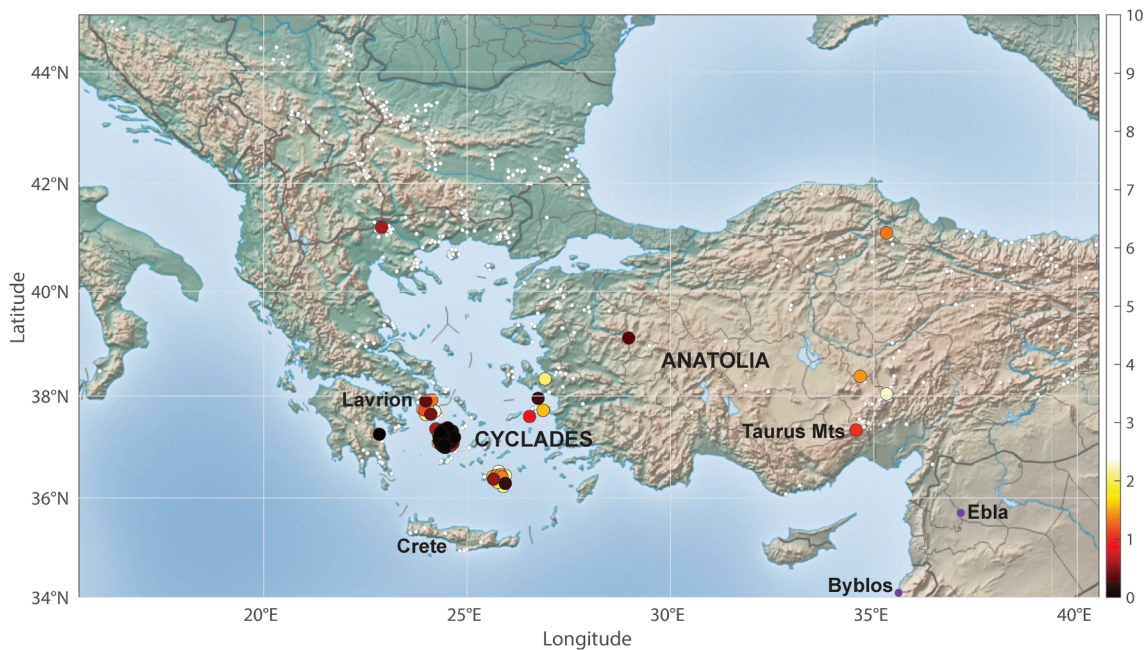 44°N
42°N
40°N
38°N
36°N
34°N
Latitude
20°E
25°E
30°E
35°E
40°E
Longitude
ANATOLIA
Lavrion
CYCLADES
Taurus Mts
Ebla
Crete
Byblos
10
9
8
7
6
5
4
3
2
1
0